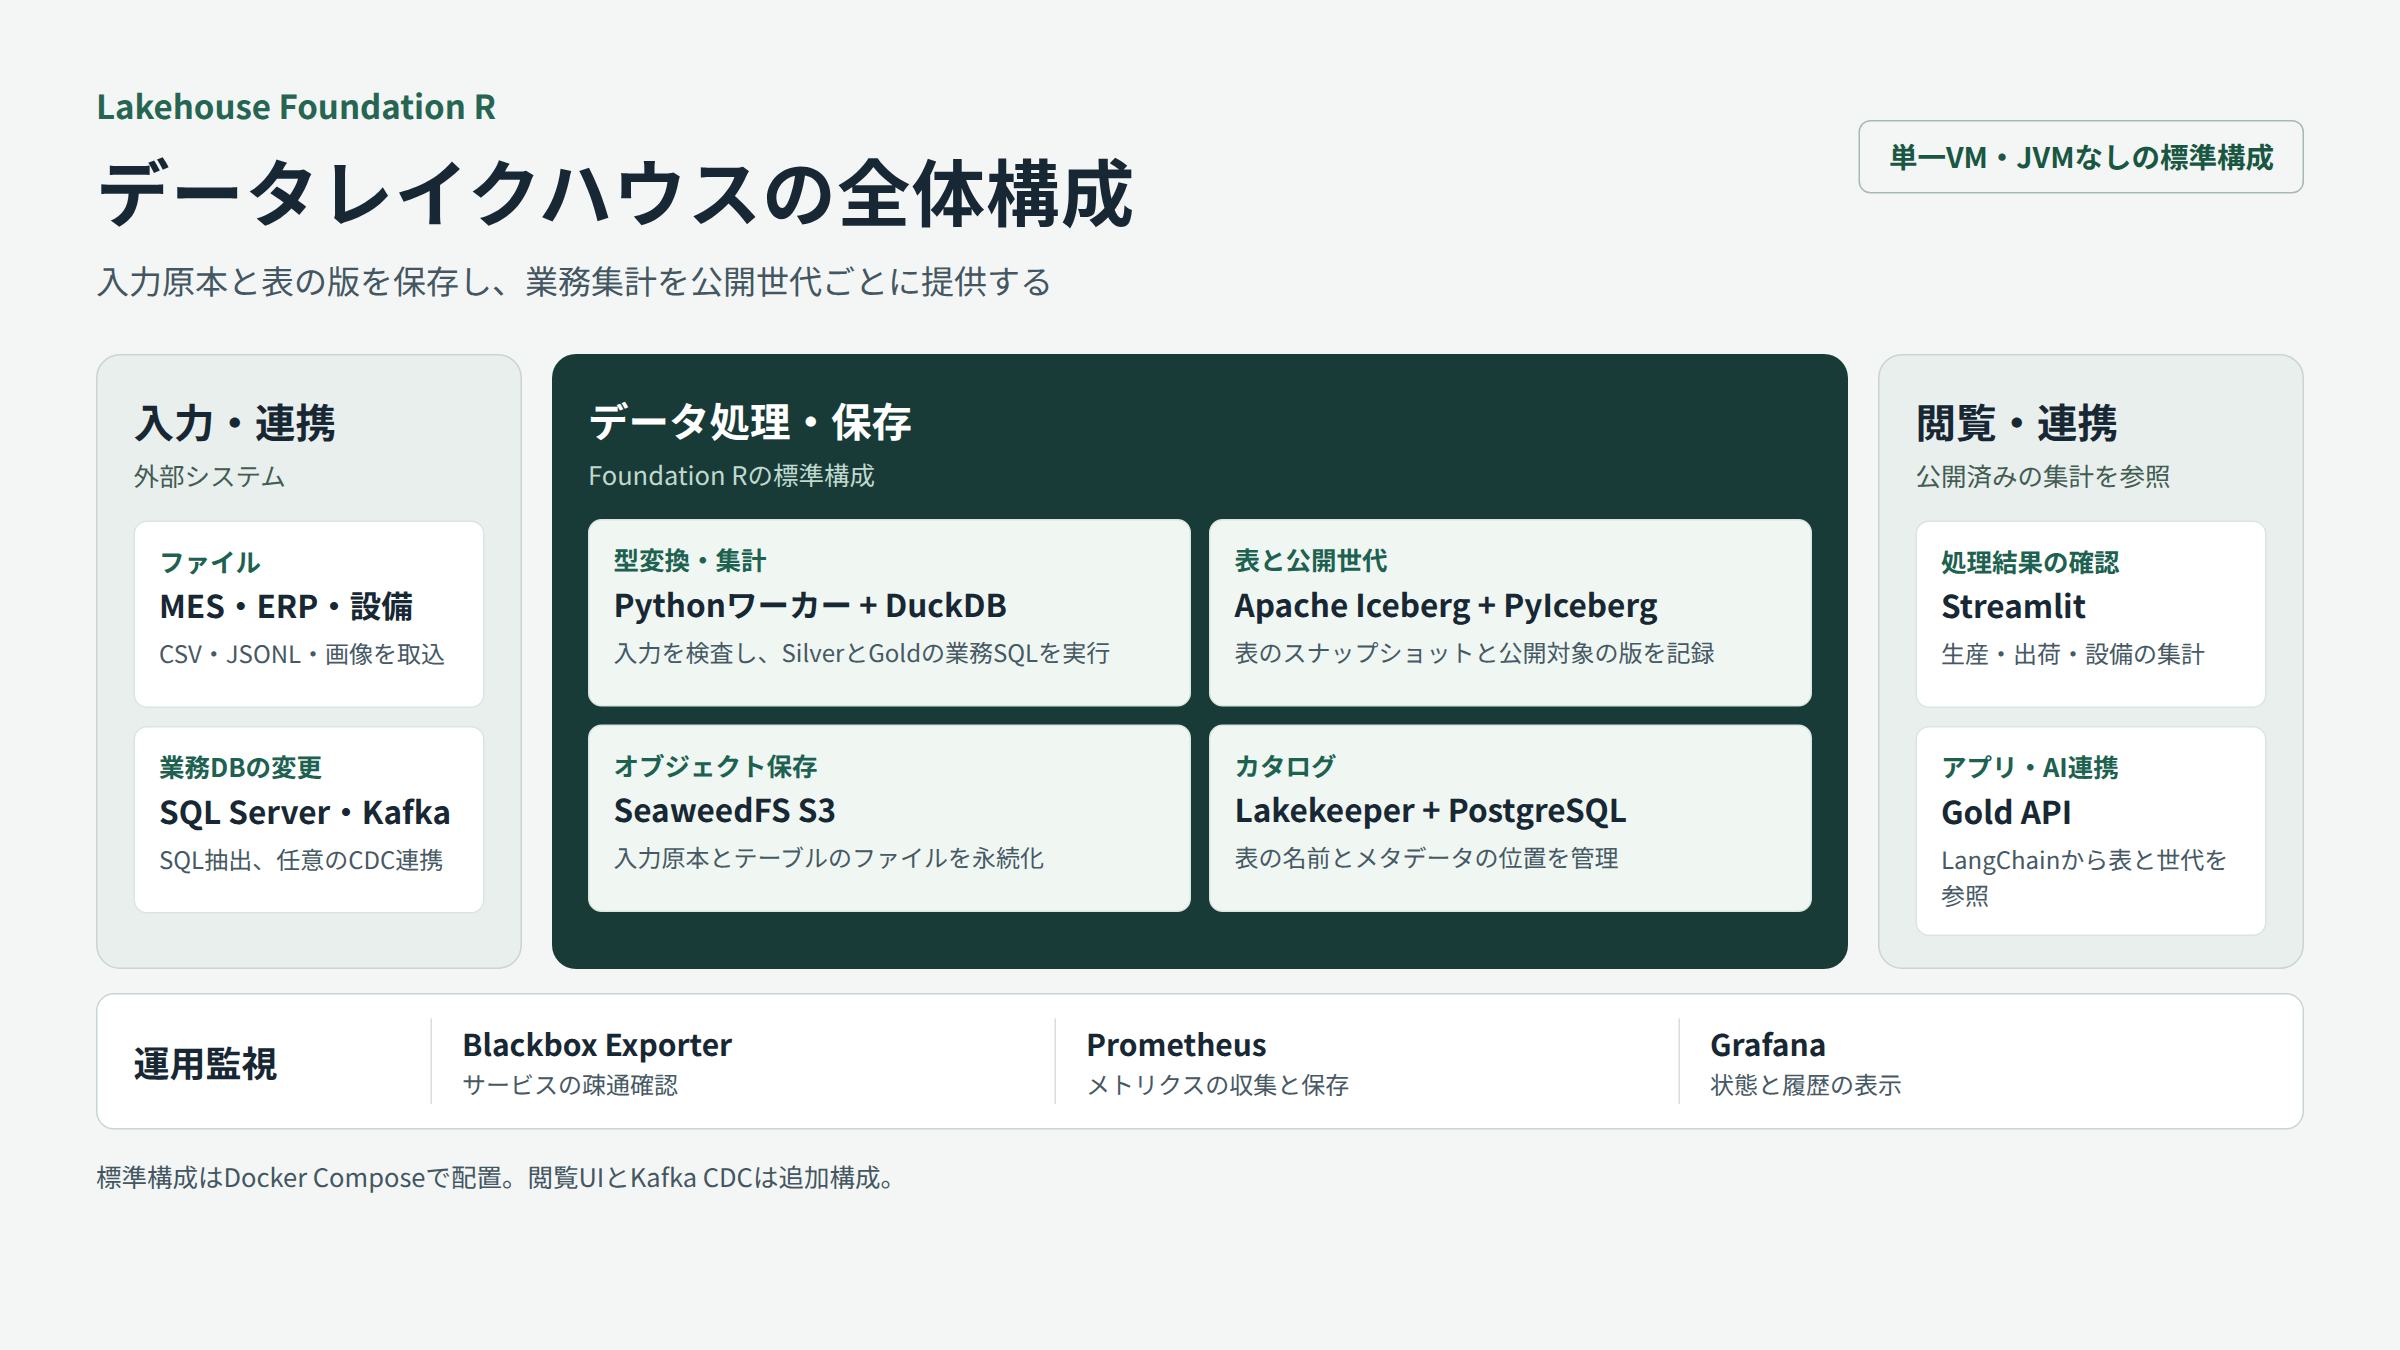 Lakehouse Foundation R
データレイクハウスの全体構成
入力原本と表の版を保存し、業務集計を公開世代ごとに提供する
単一VM・JVMなしの標準構成
入力・連携
外部システム
ファイル
MES・ERP・設備
CSV・JSONL・画像を取込
業務DBの変更
SQL Server・Kafka
SQL抽出、任意のCDC連携
データ処理・保存
Foundation Rの標準構成
型変換・集計
Pythonワーカー + DuckDB
入力を検査し、SilverとGoldの業務SQLを実行
表と公開世代
Apache Iceberg + PyIceberg
表のスナップショットと公開対象の版を記録
オブジェクト保存
SeaweedFS S3
入力原本とテーブルのファイルを永続化
カタログ
Lakekeeper + PostgreSQL
表の名前とメタデータの位置を管理
閲覧・連携
公開済みの集計を参照
処理結果の確認
Streamlit
生産・出荷・設備の集計
アプリ・AI連携
Gold API
LangChainから表と世代を
参照
運用監視
Blackbox Exporter
サービスの疎通確認
Prometheus
メトリクスの収集と保存
Grafana
状態と履歴の表示
標準構成はDocker Composeで配置。閲覧UIとKafka CDCは追加構成。